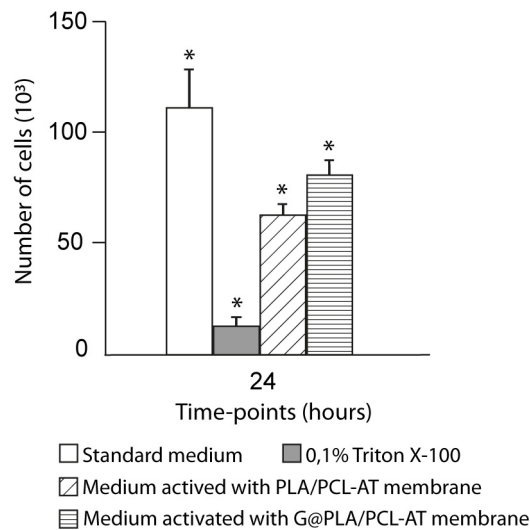 Number of cells (10³)
150
100
50
0
*
*
*
*
24
Time-points (hours)
Standard medium
0,1% Triton X-100
Medium actived with PLA/PCL-AT membrane
Medium activated with G@PLA/PCL-AT membrane